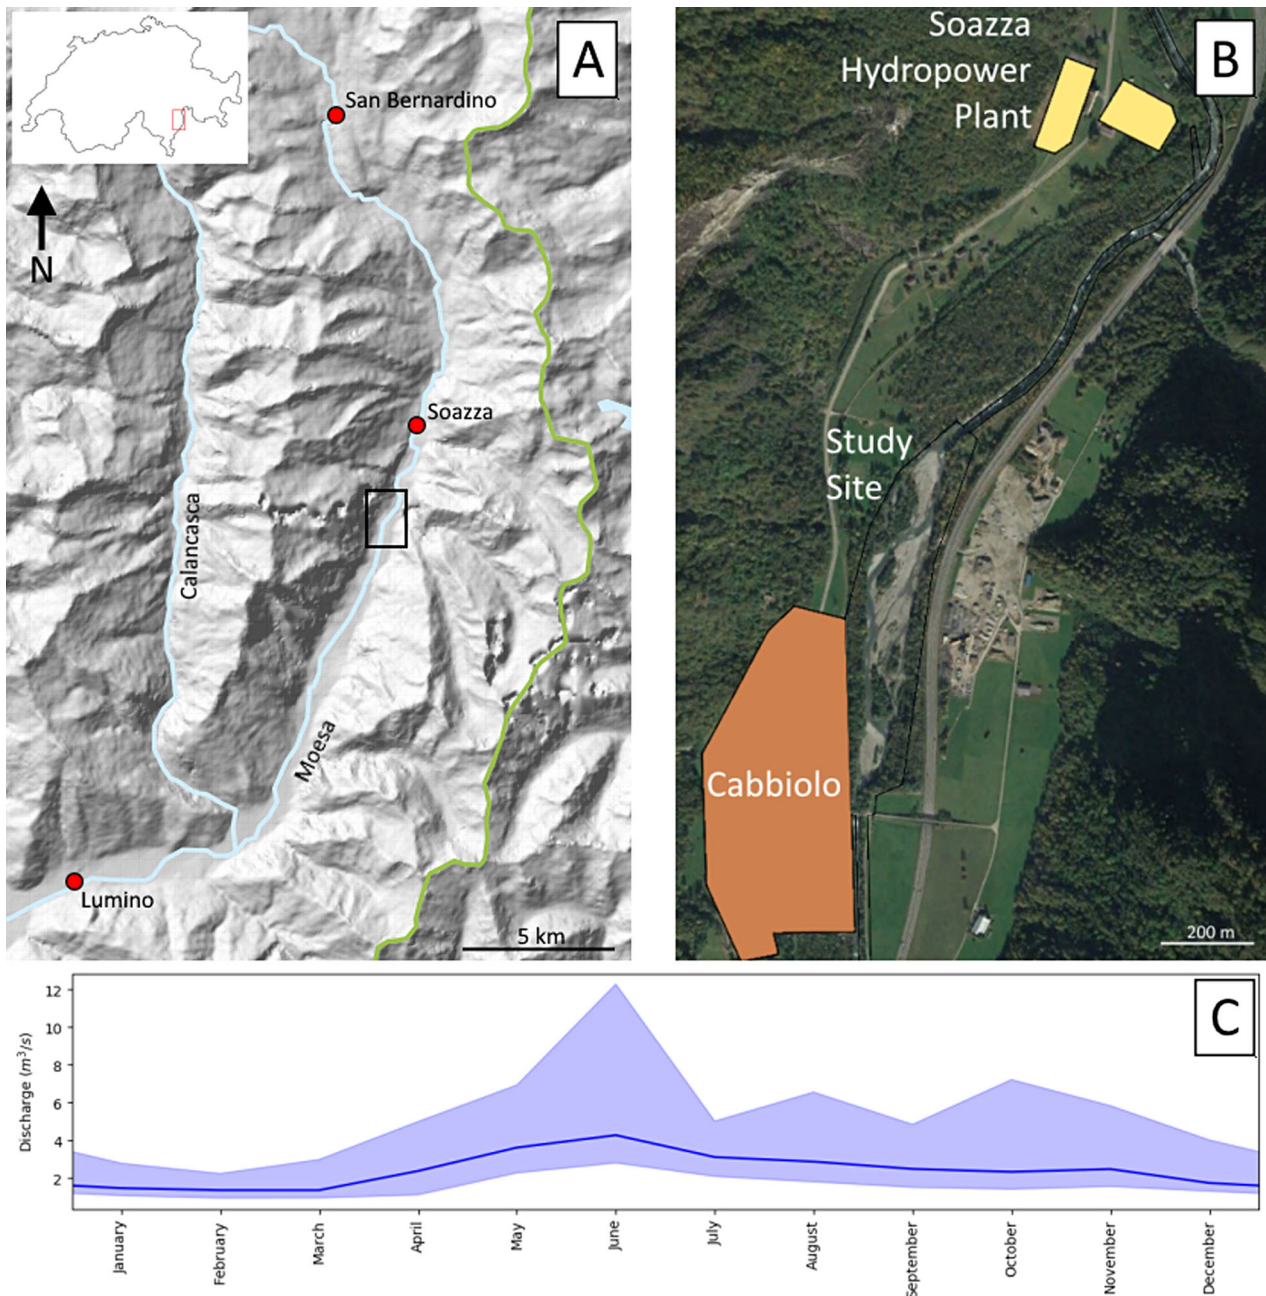 A
San Bernardino
N
Soazza
Calancasca
Moesa
Lumino
5 km
B
Soazza
Hydropower
Plant
Study
Site
Cabbiolo
200 m
C
Discharge (m³/s)
12
10
8
6
4
2
January
February
March
April
May
June
July
August
September
October
November
December